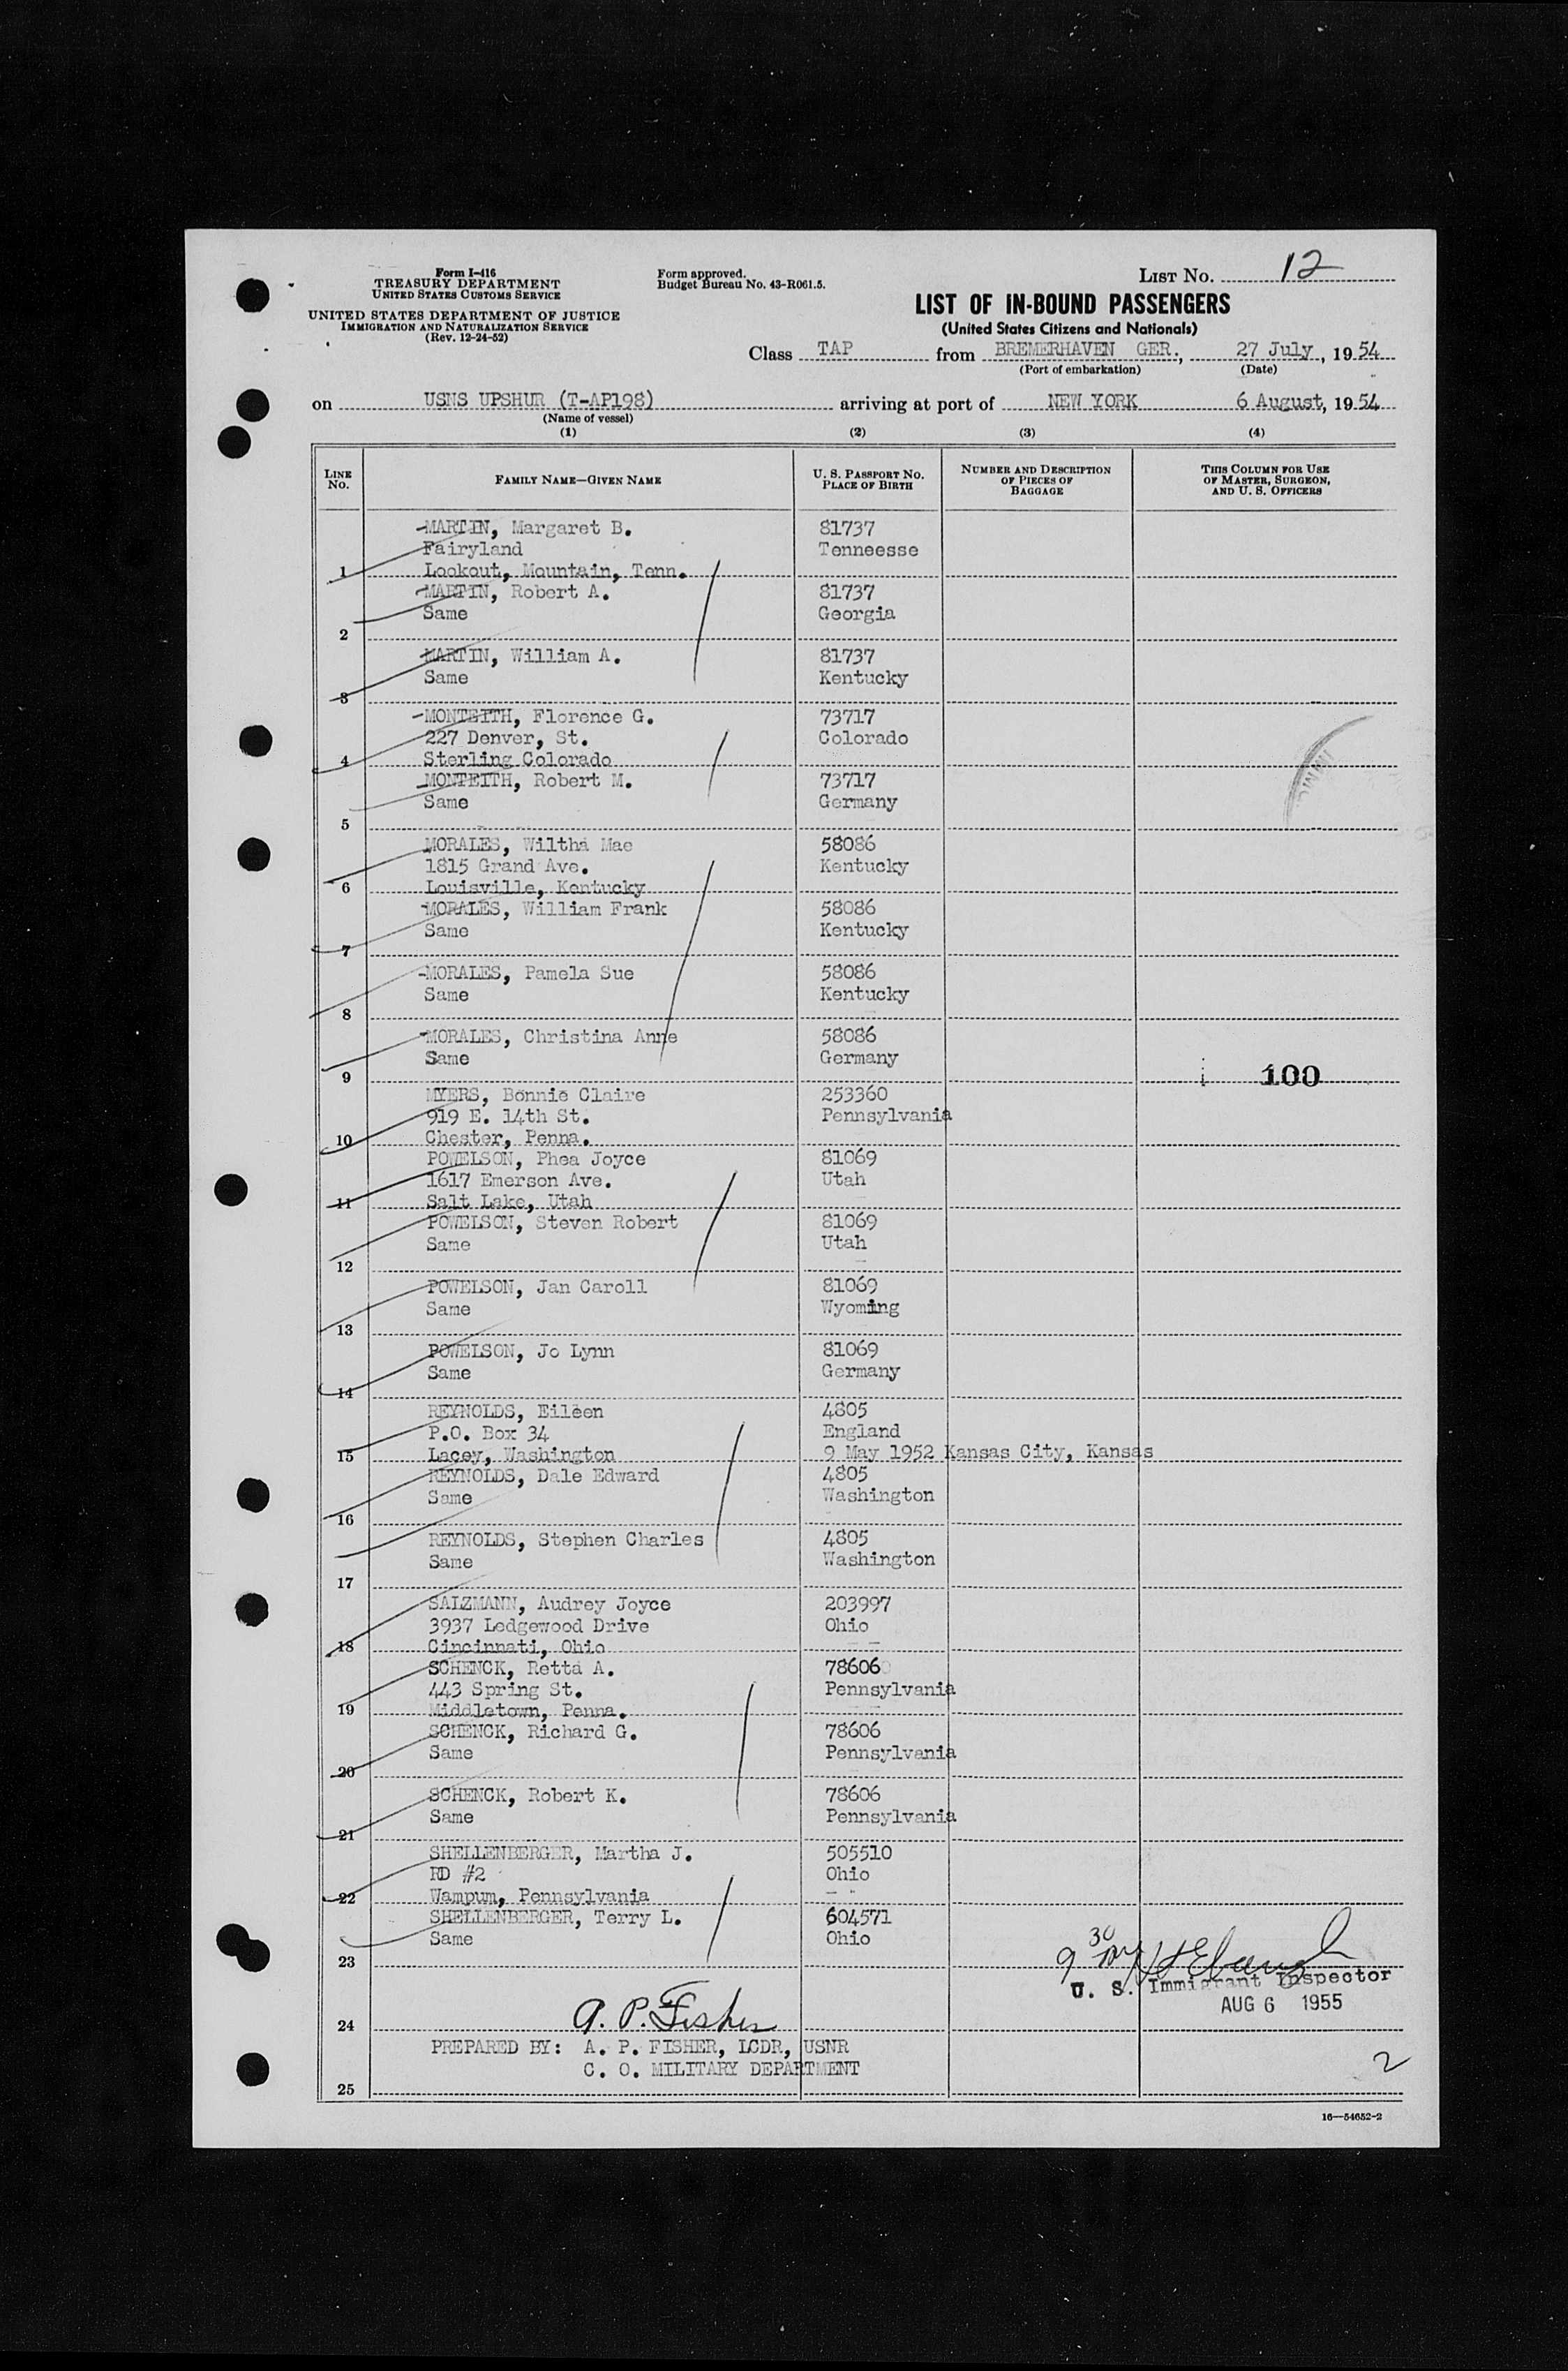 Form I-416
TREASURY DEPARTMENT
UNITED STATES CUSTOMS SERVICE
UNITED STATES DEPARTMENT OF JUSTICE
IMMIGRATION AND NATURALIZATION SERVICE
(Rev. 12-24-52)
Form approved.
Budget Bureau No. 43-R061.5.
LIST No. 12
LIST OF IN-BOUND PASSENGERS
(United States Citizens and Nationals)
Class TAP from BREMERHAVEN GER., 27 July, 1954
(Port of embarkation) (Date)
on USNS UPSHUR (T-AP198) arriving at port of NEW YORK 6 August, 1954
(Name of vessel)
(1) (2) (3) (4)
LINE No. FAMILY NAME—GIVEN NAME U. S. PASSPORT No. PLACE OF BIRTH NUMBER AND DESCRIPTION OF PIECES OF BAGGAGE THIS COLUMN FOR USE OF MASTER, SURGEON, AND U. S. OFFICERS
MARTIN, Margaret B. 81737
Fairyland Tenneesse
1 Lookout, Mountain, Tenn.
MARTIN, Robert A. 81737
Same Georgia
2
MARTIN, William A. 81737
Same Kentucky
3
MONTEITH, Florence G. 73717
227 Denver, St. Colorado
4 Sterling Colorado
MONTEITH, Robert M. 73717
Same Germany
5
MORALES, Wiltha Mae 58086
1815 Grand Ave. Kentucky
6 Louisville, Kentucky
MORALES, William Frank 58086
Same Kentucky
7
MORALES, Pamela Sue 58086
Same Kentucky
8
MORALES, Christina Anne 58086
Same Germany
9 100
MYERS, Bonnie Claire 253360
919 E. 14th St. Pennsylvania
10 Chester, Penna.
POWELSON, Phea Joyce 81069
1617 Emerson Ave. Utah
11 Salt Lake, Utah
POWELSON, Steven Robert 81069
Same Utah
12
POWELSON, Jan Caroll 81069
Same Wyoming
13
POWELSON, Jo Lynn 81069
Same Germany
14
REYNOLDS, Eileen 4805
P.O. Box 34 England
15 Lacey, Washington 9 May 1952 Kansas City, Kansas
REYNOLDS, Dale Edward 4805
Same Washington
16
REYNOLDS, Stephen Charles 4805
Same Washington
17
SALZMANN, Audrey Joyce 203997
3937 Ledgewood Drive Ohio
18 Cincinnati, Ohio
SCHENCK, Retta A. 78606
443 Spring St. Pennsylvania
19 Middletown, Penna.
SCHENCK, Richard G. 78606
Same Pennsylvania
20
SCHENCK, Robert K. 78606
Same Pennsylvania
21
SHELLENBERGER, Martha J. 505510
RD #2 Ohio
22 Wampum, Pennsylvania
SHELLENBERGER, Terry L. 604571
Same Ohio
23
U. S. Immigrant Inspector
AUG 6 1955
24 A. P. Fisher
PREPARED BY: A. P. FISHER, LCDR, USNR
C. O. MILITARY DEPARTMENT
2
25
16—54652-2